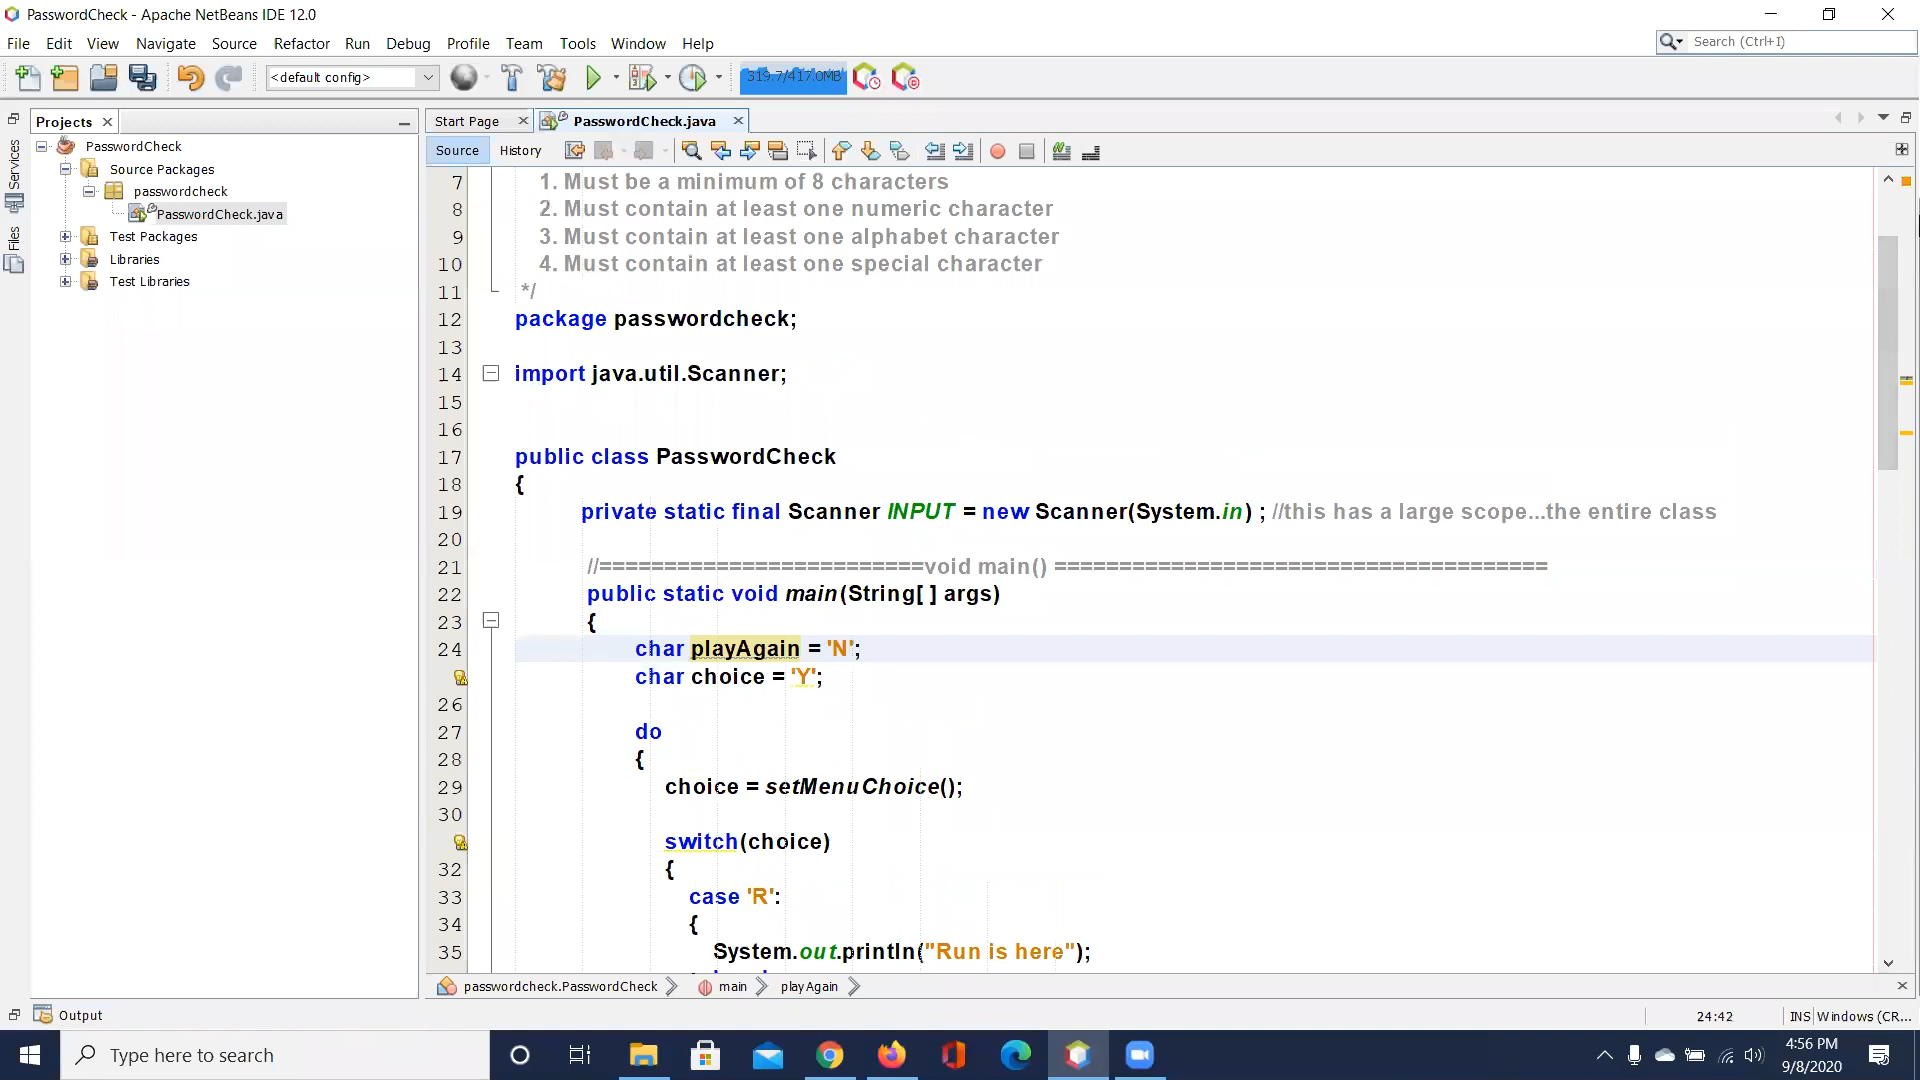 PasswordCheck - Apache NetBeans IDE 12.0
File Edit View Navigate Source Refactor Run Debug Profile Team Tools Window Help
Search (Ctrl+I)
<default config>
319.7/417.0MB
Projects
Start Page
PasswordCheck.java
Services
Files
PasswordCheck
Source Packages
passwordcheck
PasswordCheck.java
Test Packages
Libraries
Test Libraries
Source History
7 1. Must be a minimum of 8 characters
8 2. Must contain at least one numeric character
9 3. Must contain at least one alphabet character
10 4. Must contain at least one special character
11 */
12 package passwordcheck;
13
14 import java.util.Scanner;
15
16
17 public class PasswordCheck
18 {
19 private static final Scanner INPUT = new Scanner(System.in) ; //this has a large scope...the entire class
20
21 //=========================void main() ======================================
22 public static void main(String[ ] args)
23 {
24 char playAgain = 'N';
char choice = 'Y';
26
27 do
28 {
29 choice = setMenuChoice();
30
switch(choice)
32 {
33 case 'R':
34 {
35 System.out.println("Run is here");
passwordcheck.PasswordCheck main playAgain
Output
24:42 INS Windows (CR...
Type here to search
4:56 PM
9/8/2020